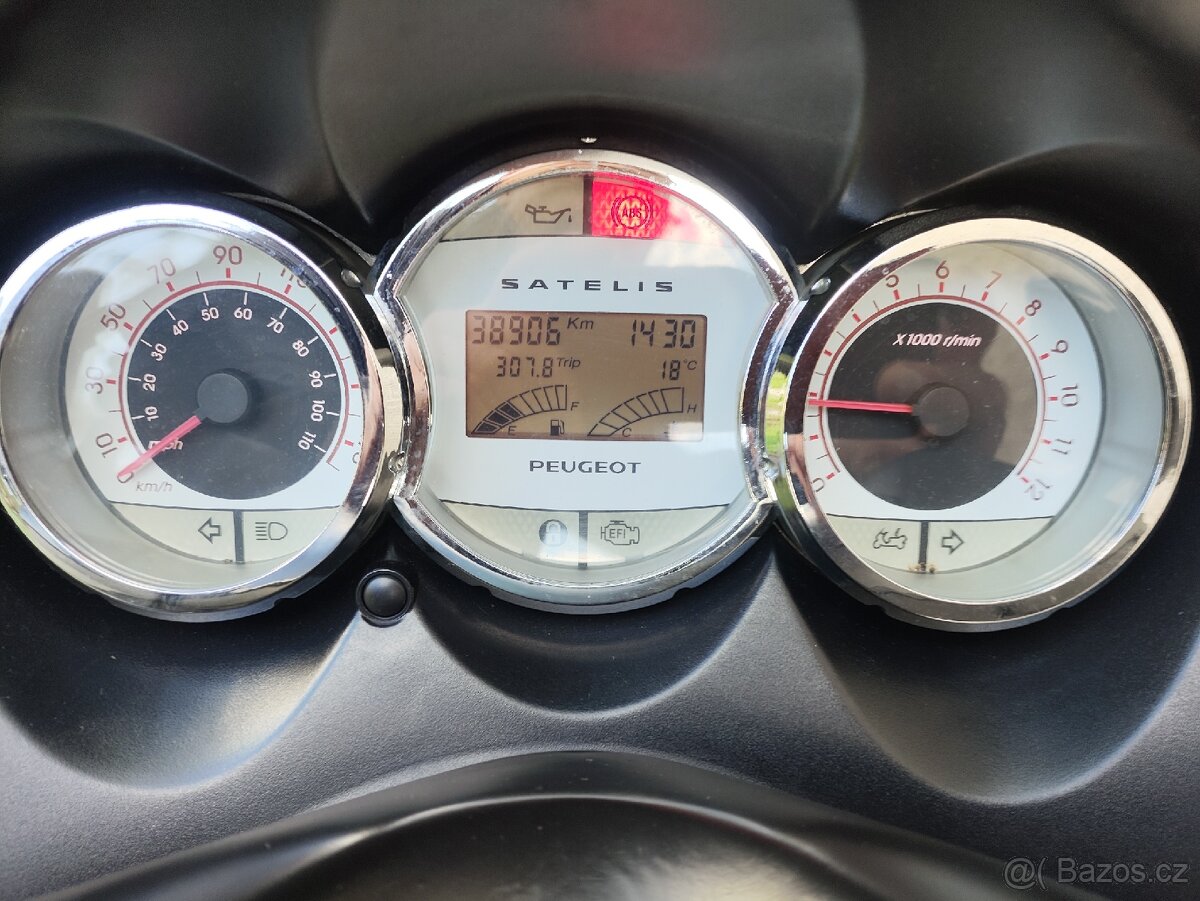 ABS
SATELIS
38906 Km 14 30
307.8 Trip 18 °C
E F C H
PEUGEOT
EFI
0 10 30 50 70 90
10 20 30 40 50 60 70 80 90 100 110
mph
km/h
0 5 6 7 8 9 10 11 12
X1000 r/min
@( Bazos.cz